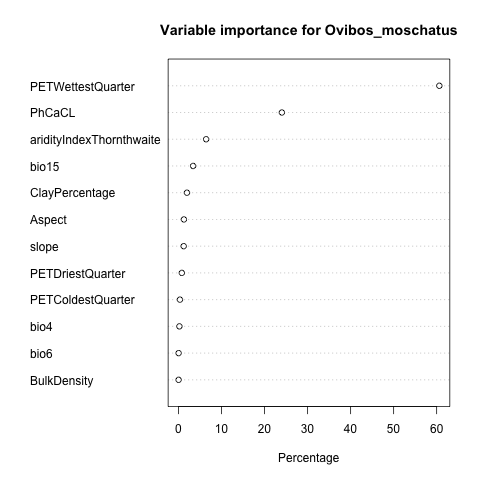 Variable importance for Ovibos_moschatus
PETWettestQuarter
PhCaCL
aridityIndexThornthwaite
bio15
ClayPercentage
Aspect
slope
PETDriestQuarter
PETColdestQuarter
bio4
bio6
BulkDensity
0 10 20 30 40 50 60
Percentage